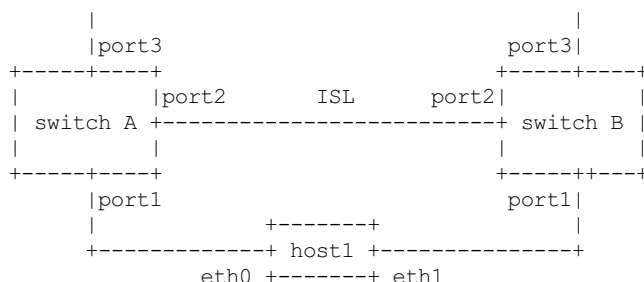 |                                     |
|port3                           port3|
+-----+----+                          +-----++----+
|          |port2       ISL      port2|           |
| switch A +--------------------------+ switch B  |
|          |                          |           |
+-----+----+                          +-----++---+
|port1                           port1|
|             +-------+               |
+-------------+ host1 +---------------+
eth0 +-------+ eth1